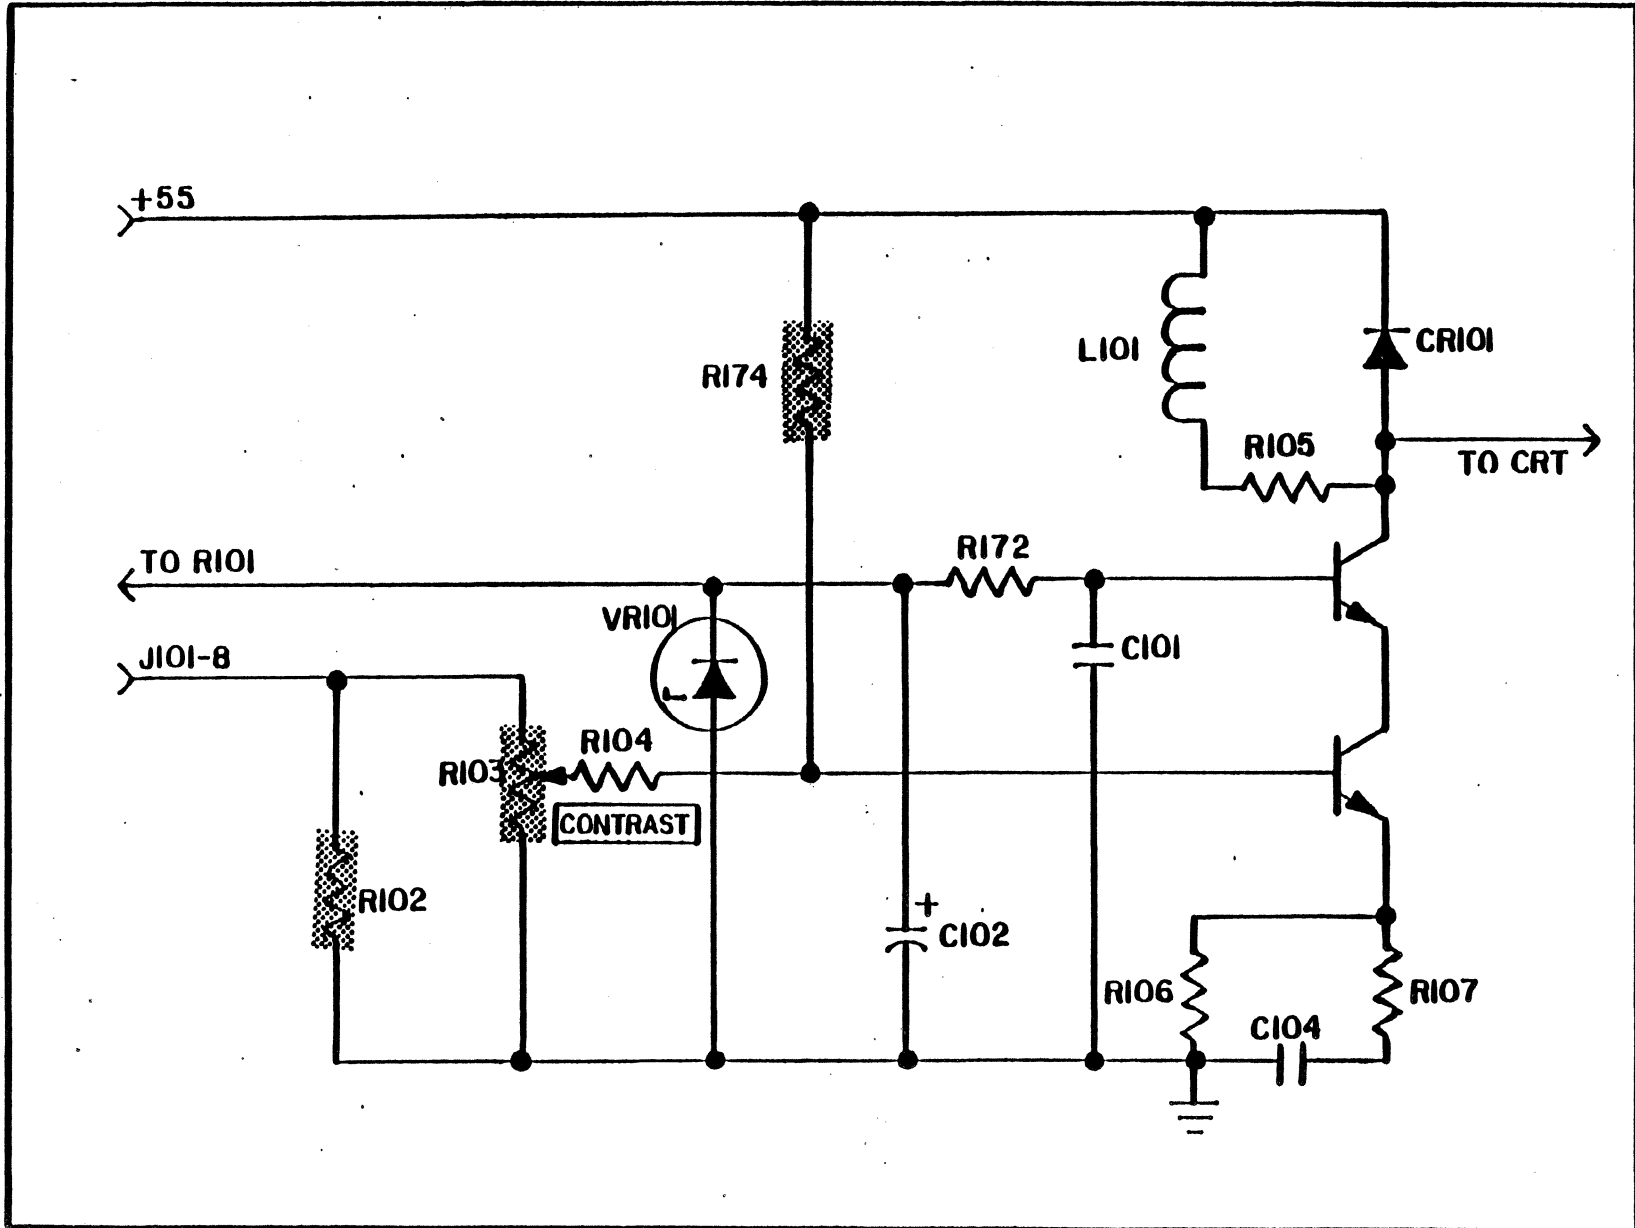 +55
L101
CR101
R174
R105
TO CRT
TO R101
R172
VR101
J101-8
C101
R104
R103
CONTRAST
R102
+
C102
R106
R107
C104